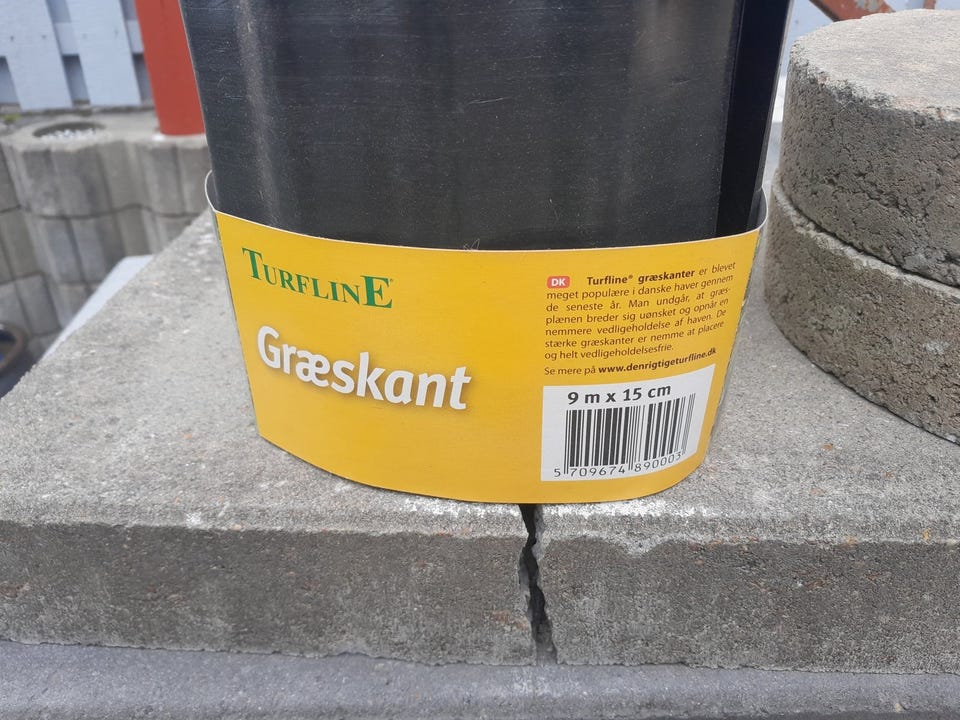 TURFLINE®
Græskant
DK Turfline® græskanter er blevet
meget populære i danske haver gennem
de seneste år. Man undgår, at græs-
plænen breder sig uønsket og opnår en
nemmere vedligeholdelse af haven. De
stærke græskanter er nemme at placere
og helt vedligeholdelsesfrie.
Se mere på www.denrigtigeturfline.dk
9 m x 15 cm
5 709674 890003